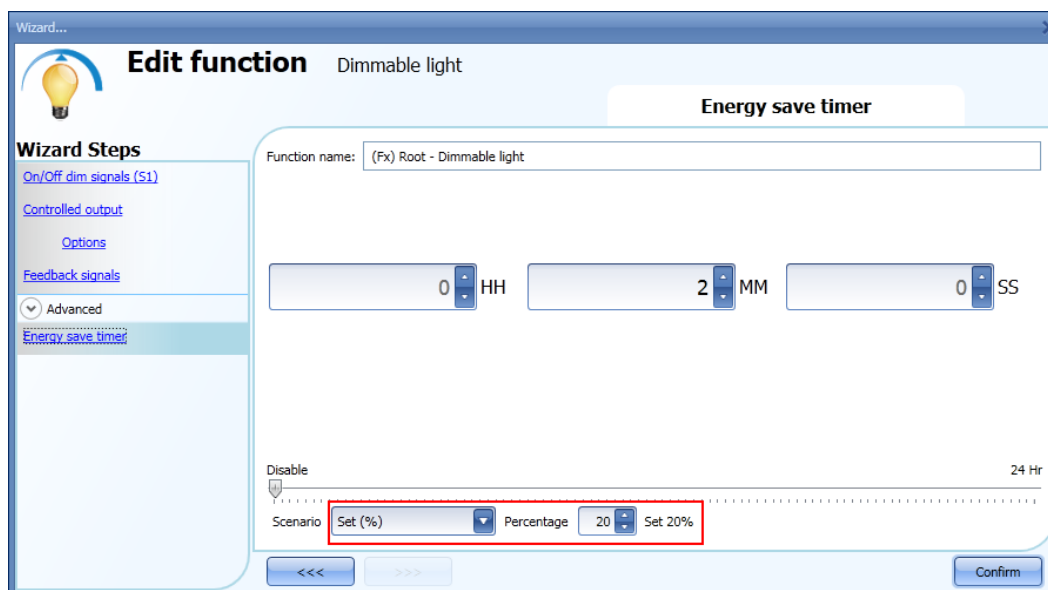 Wizard...
Edit function Dimmable light
Energy save timer
Wizard Steps
On/Off dim signals (S1)
Controlled output
Options
Feedback signals
Advanced
Energy save timer
Function name: (Fx) Root - Dimmable light
0 HH 2 MM 0 SS
Disable 24 Hr
Scenario Set (%) Percentage 20 Set 20%
<<< >>> Confirm